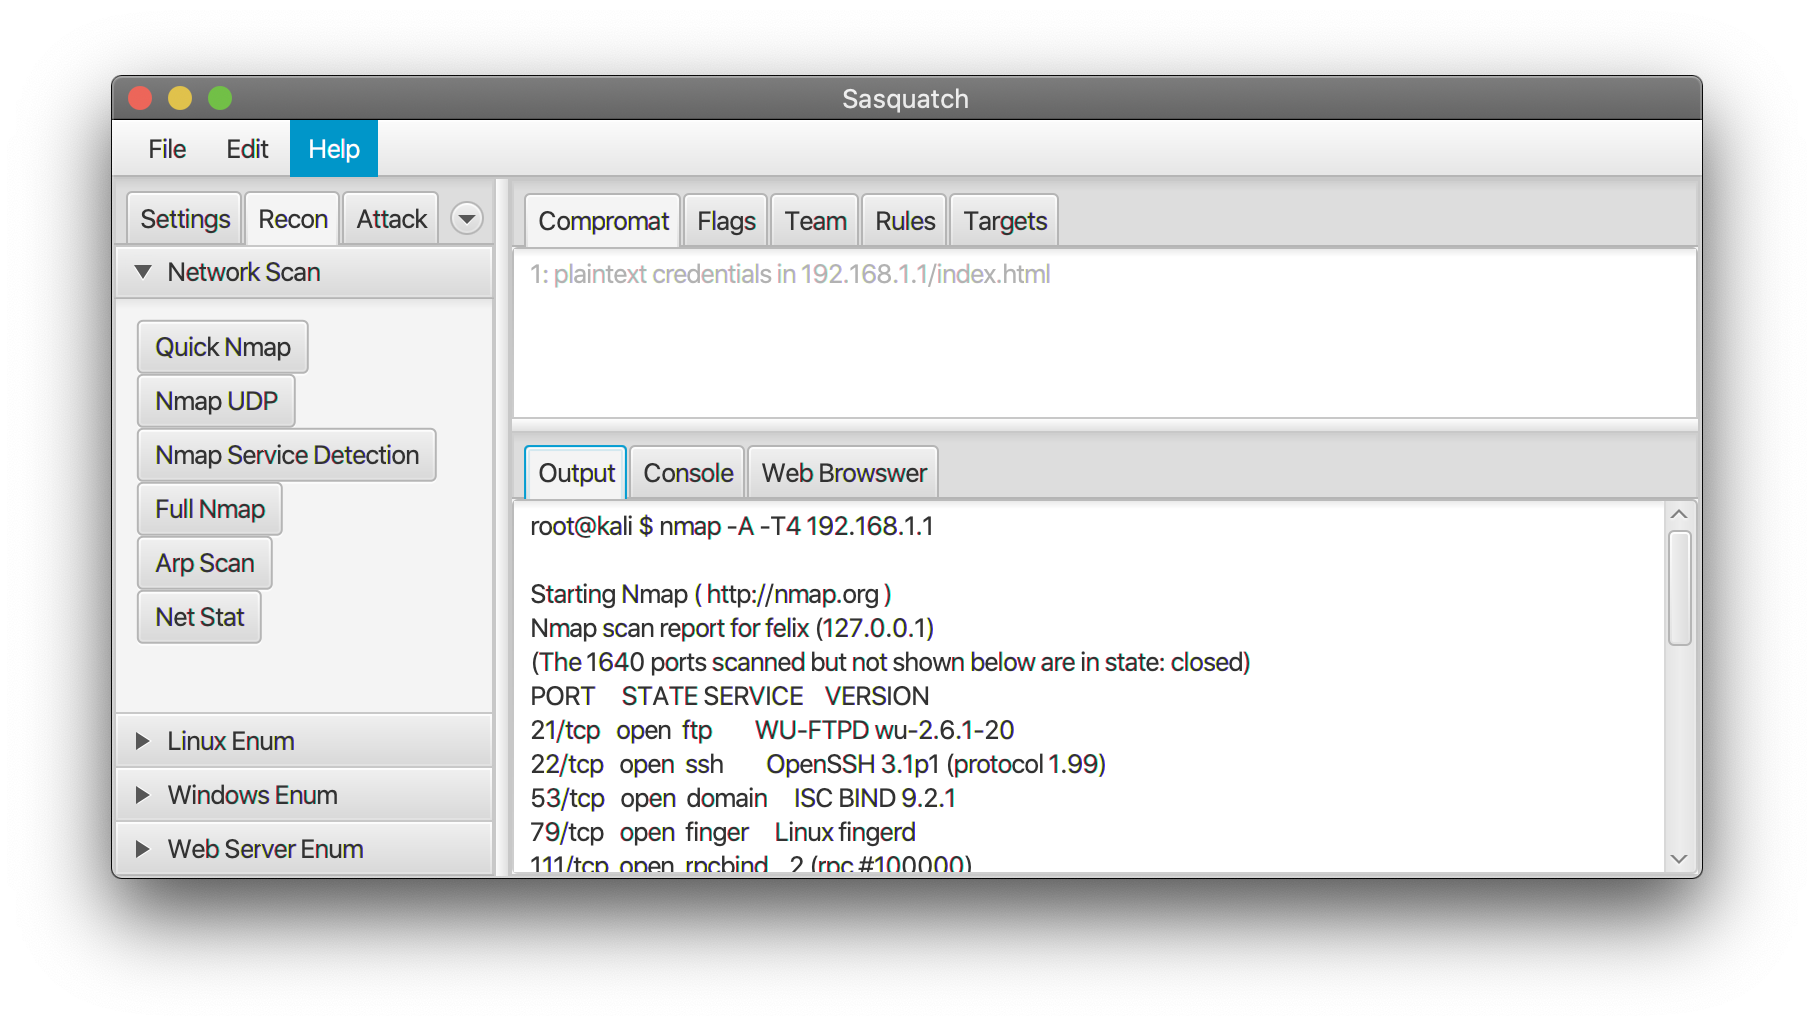 Sasquatch
File Edit Help
Settings Recon Attack
Network Scan
Quick Nmap
Nmap UDP
Nmap Service Detection
Full Nmap
Arp Scan
Net Stat
Linux Enum
Windows Enum
Web Server Enum
Compromat Flags Team Rules Targets
1: plaintext credentials in 192.168.1.1/index.html
Output Console Web Browswer
root@kali $ nmap -A -T4 192.168.1.1
Starting Nmap ( http://nmap.org )
Nmap scan report for felix (127.0.0.1)
(The 1640 ports scanned but not shown below are in state: closed)
PORT STATE SERVICE VERSION
21/tcp open ftp WU-FTPD wu-2.6.1-20
22/tcp open ssh OpenSSH 3.1p1 (protocol 1.99)
53/tcp open domain ISC BIND 9.2.1
79/tcp open finger Linux fingerd
111/tcp open rpcbind 2 (rpc #100000)